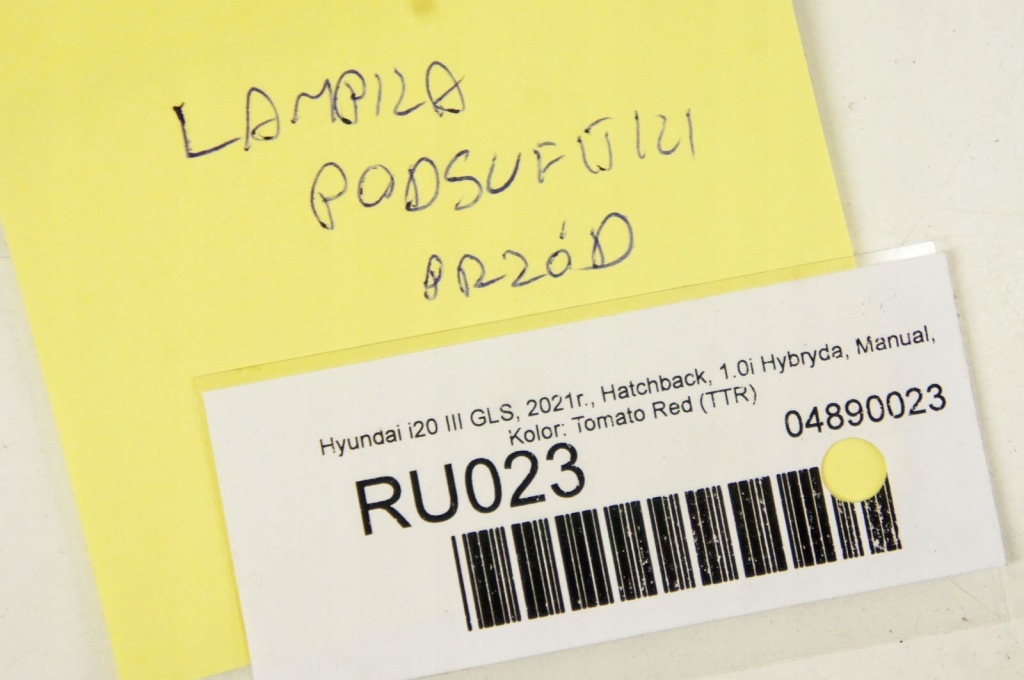 LAMPKA
PODSUFITKI
PRZÓD
Hyundai i20 III GLS, 2021r., Hatchback, 1.0i Hybryda, Manual,
Kolor: Tomato Red (TTR)
RU023
04890023